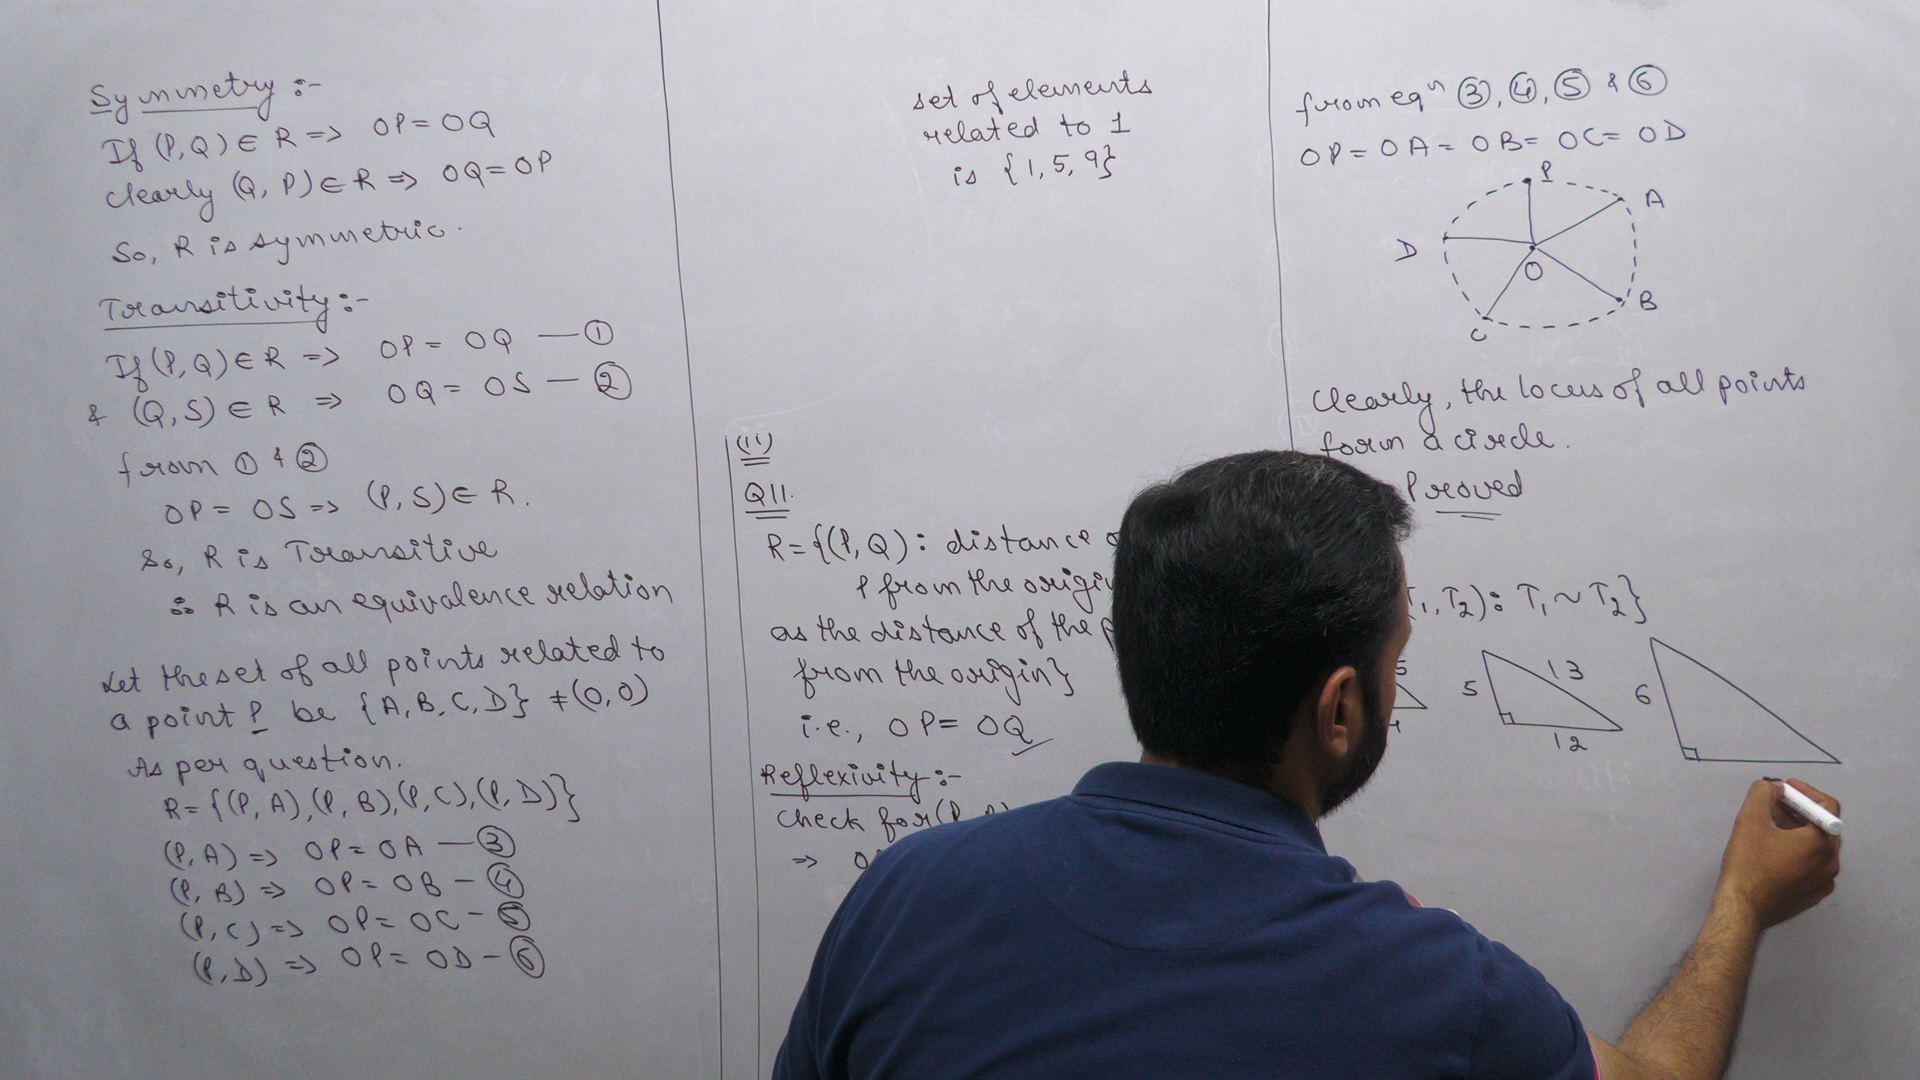 Symmetry :-
If (P,Q) ∈ R => OP = OQ
clearly (Q, P) ∈ R => OQ = OP
So, R is symmetric.
Transitivity :-
If (P,Q) ∈ R => OP = OQ — ①
& (Q,S) ∈ R => OQ = OS — ②
from ① & ②
OP = OS => (P,S) ∈ R.
So, R is Transitive
∴ R is an equivalence relation
Let the set of all points related to
a point P be {A,B,C,D} ≠ (0,0)
As per question.
R = {(P,A),(P,B),(P,C),(P,D)}
(P,A) => OP = OA — ③
(P,B) => OP = OB — ④
(P,C) => OP = OC — ⑤
(P,D) => OP = OD — ⑥
set of elements
related to 1
is {1,5,9}
(ii)
Q11.
R = {(P,Q): distance
P from the origin
as the distance of the
from the origin}
i.e., OP = OQ
Reflexivity :-
check for (P,
=>
from eqⁿ ③, ④, ⑤ & ⑥
OP = OA = OB = OC = OD
P
A
D
O
B
C
Clearly, the locus of all points
form a circle.
Proved
T₁,T₂): T₁ ~ T₂}
5
5
13
12
6